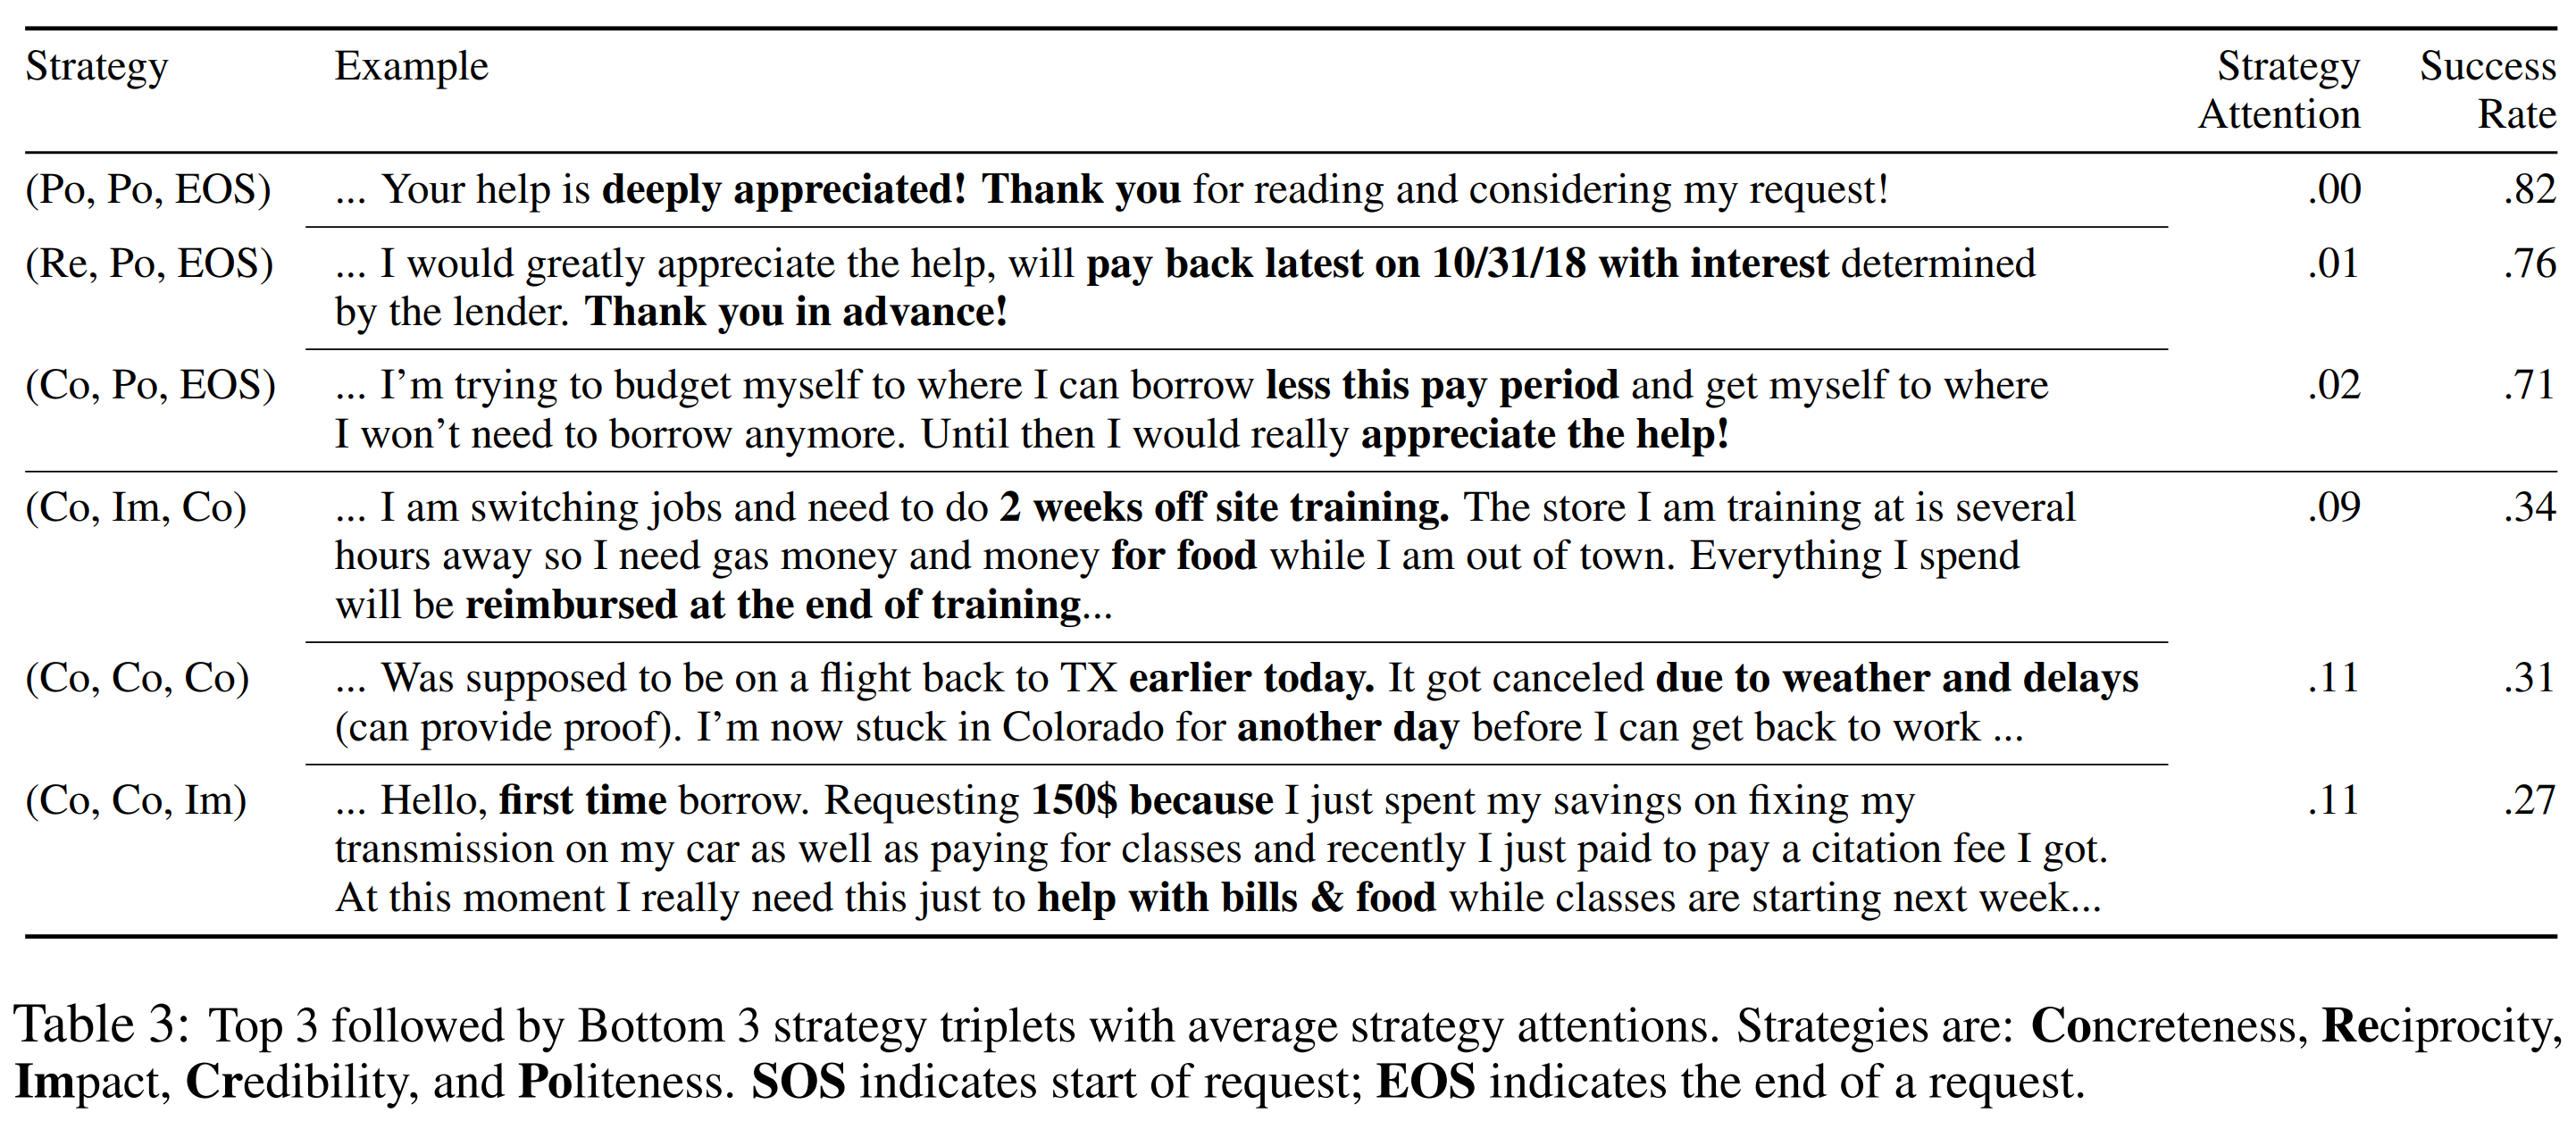 Strategy Example Strategy Success
Attention Rate
(Po, Po, EOS) ... Your help is deeply appreciated! Thank you for reading and considering my request! .00 .82
(Re, Po, EOS) ... I would greatly appreciate the help, will pay back latest on 10/31/18 with interest determined .01 .76
by the lender. Thank you in advance!
(Co, Po, EOS) ... I’m trying to budget myself to where I can borrow less this pay period and get myself to where .02 .71
I won’t need to borrow anymore. Until then I would really appreciate the help!
(Co, Im, Co) ... I am switching jobs and need to do 2 weeks off site training. The store I am training at is several .09 .34
hours away so I need gas money and money for food while I am out of town. Everything I spend
will be reimbursed at the end of training...
(Co, Co, Co) ... Was supposed to be on a flight back to TX earlier today. It got canceled due to weather and delays .11 .31
(can provide proof). I’m now stuck in Colorado for another day before I can get back to work ...
(Co, Co, Im) ... Hello, first time borrow. Requesting 150$ because I just spent my savings on fixing my .11 .27
transmission on my car as well as paying for classes and recently I just paid to pay a citation fee I got.
At this moment I really need this just to help with bills & food while classes are starting next week...
Table 3: Top 3 followed by Bottom 3 strategy triplets with average strategy attentions. Strategies are: Concreteness, Reciprocity,
Impact, Credibility, and Politeness. SOS indicates start of request; EOS indicates the end of a request.